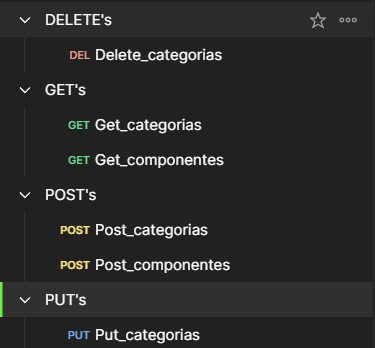 DELETE's
DEL Delete_categorias
GET's
GET Get_categorias
GET Get_componentes
POST's
POST Post_categorias
POST Post_componentes
PUT's
PUT Put_categorias